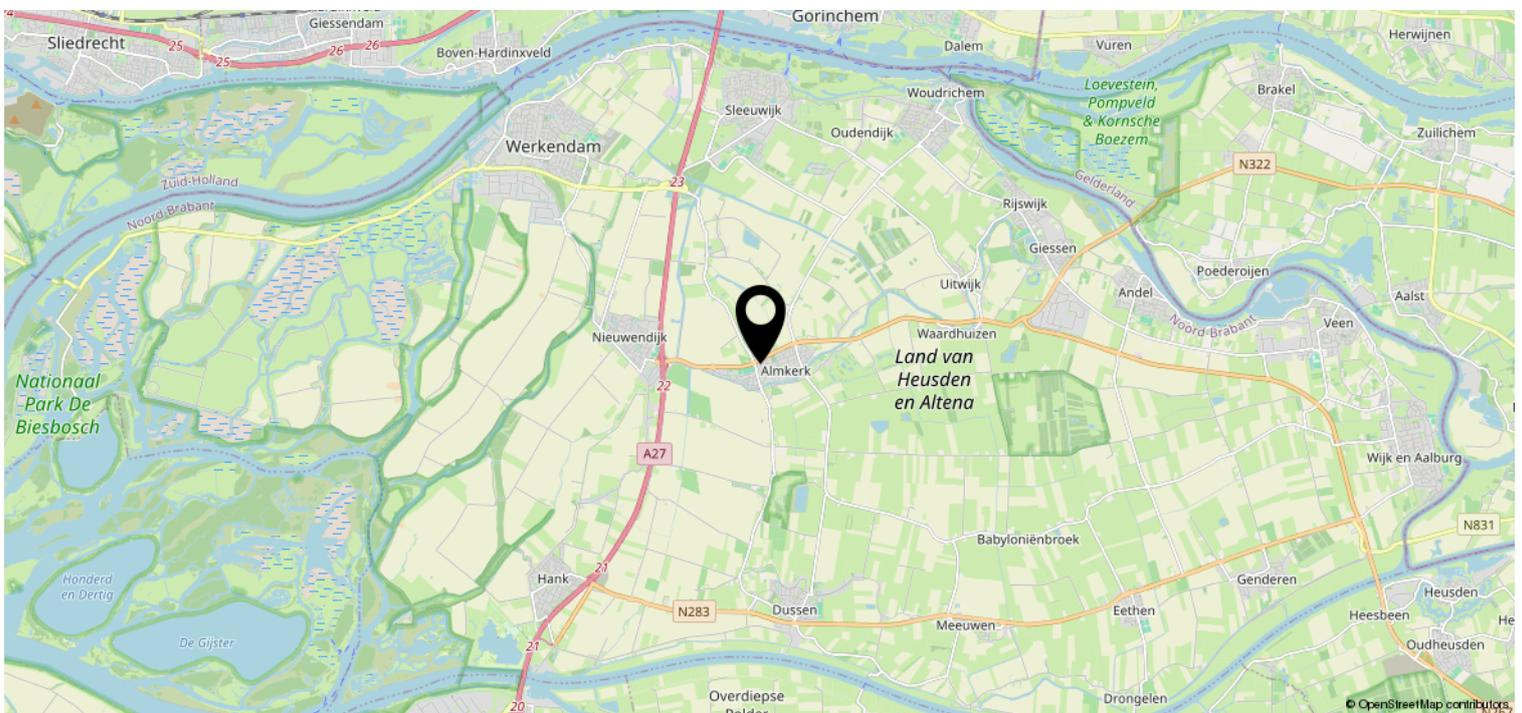 Gorinchem
Giessendam
Sliedrecht
25
26
26
25
Boven-Hardinxveld
Dalem
Vuren
Herwijnen
Loevestein,
Pompveld
& Kornsche
Boezem
Woudrichem
Brakel
Sleeuwijk
Oudendijk
Zuilichem
Werkendam
N322
Zuid-Holland
23
Gelderland
Noord-Brabant
Rijswijk
Giessen
Poederoijen
Uitwijk
Andel
Aalst
Noord-Brabant
Veen
Nieuwendijk
Waardhuizen
Almkerk
Land van
Heusden
en Altena
22
Nationaal
Park De
Biesbosch
A27
Wijk en Aalburg
N831
Babyloniënbroek
21
Hank
Honderd
en Dertig
Genderen
Heusden
N283
Dussen
Eethen
Meeuwen
Heesbeen
He
De Gijster
21
Oudheusden
Overdiepse
Drongelen
20
© OpenStreetMap contributors